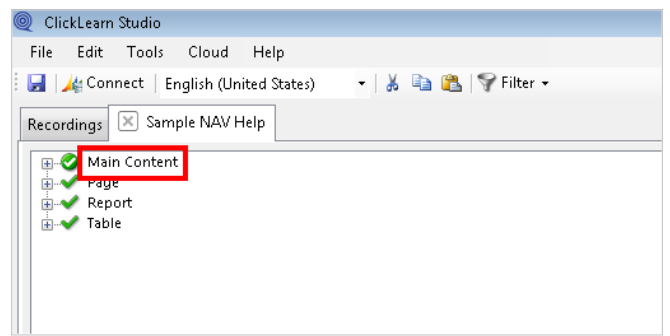 ClickLearn Studio
File Edit Tools Cloud Help
Connect English (United States) Filter
Recordings Sample NAV Help
Main Content
Page
Report
Table